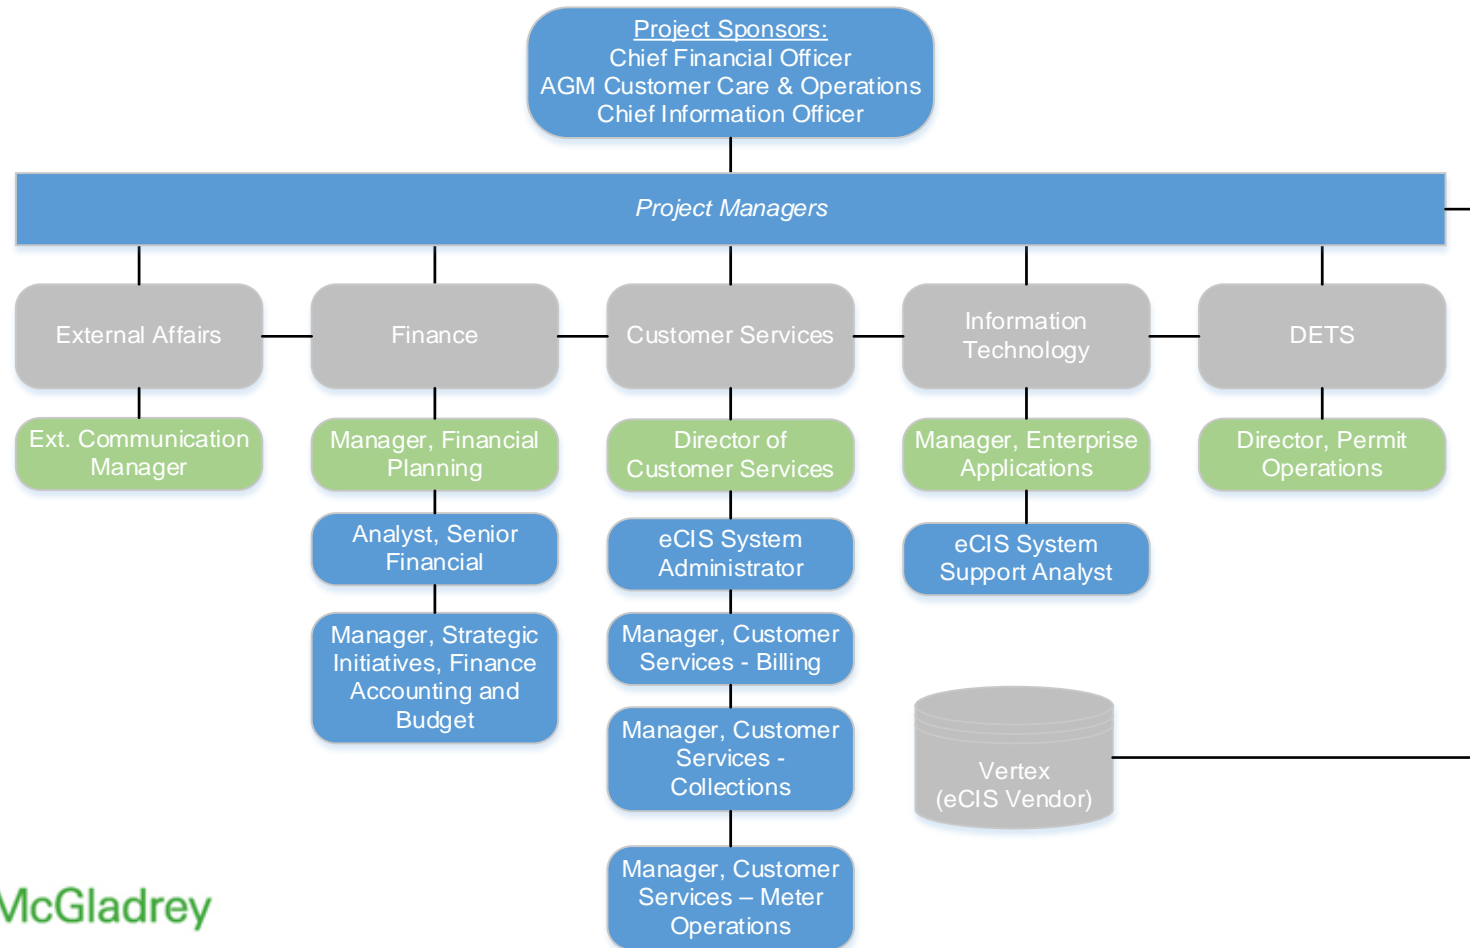 Project Sponsors:
Chief Financial Officer
AGM Customer Care & Operations
Chief Information Officer
Project Managers
External Affairs
Finance
Customer Services
Information
Technology
DETS
Ext. Communication
Manager
Manager, Financial
Planning
Director of
Customer Services
Manager, Enterprise
Applications
Director, Permit
Operations
Analyst, Senior
Financial
eCIS System
Administrator
eCIS System
Support Analyst
Manager, Strategic
Initiatives, Finance
Accounting and
Budget
Manager, Customer
Services - Billing
Manager, Customer
Services -
Collections
Vertex
(eCIS Vendor)
Manager, Customer
Services – Meter
Operations
McGladrey